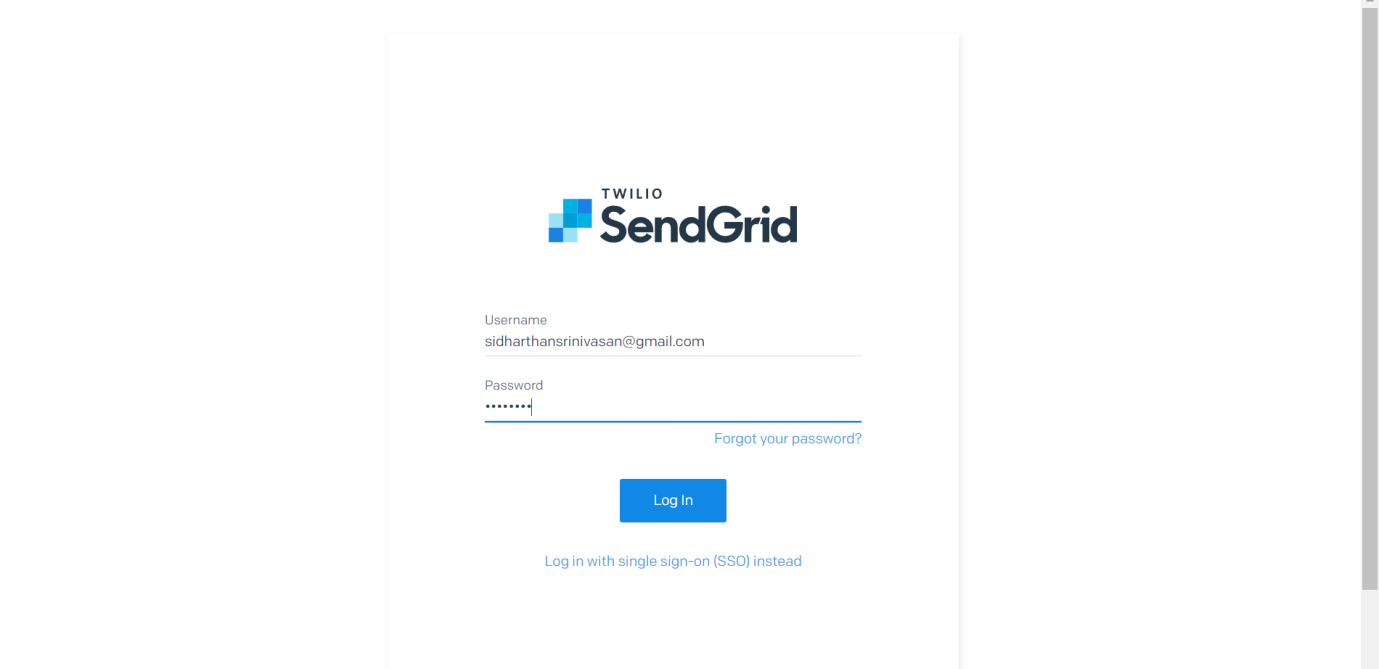 TWILIO
SendGrid
Username
sidharthansrinivasan@gmail.com
Password
••••••••
Forgot your password?
Log In
Log in with single sign-on (SSO) instead